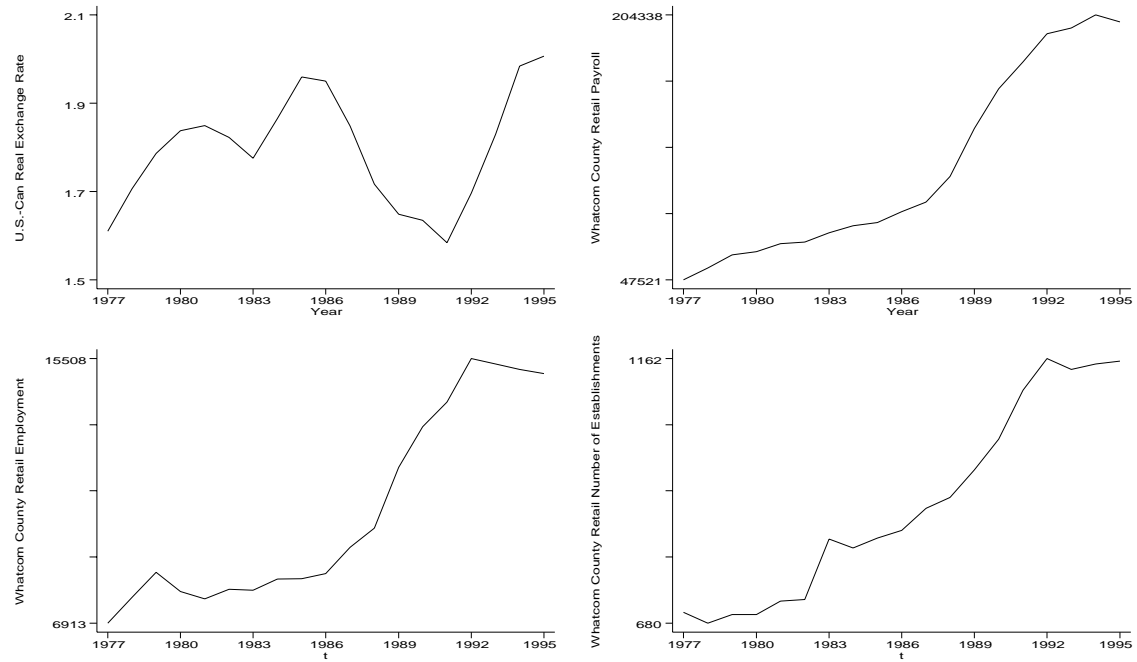 U.S.-Can Real Exchange Rate
2.1
1.9
1.7
1.5
1977 1980 1983 1986 1989 1992 1995
Year
Whatcom County Retail Payroll
204338
47521
1977 1980 1983 1986 1989 1992 1995
Year
Whatcom County Retail Employment
15508
6913
1977 1980 1983 1986 1989 1992 1995
t
Whatcom County Retail Number of Establishments
1162
680
1977 1980 1983 1986 1989 1992 1995
t